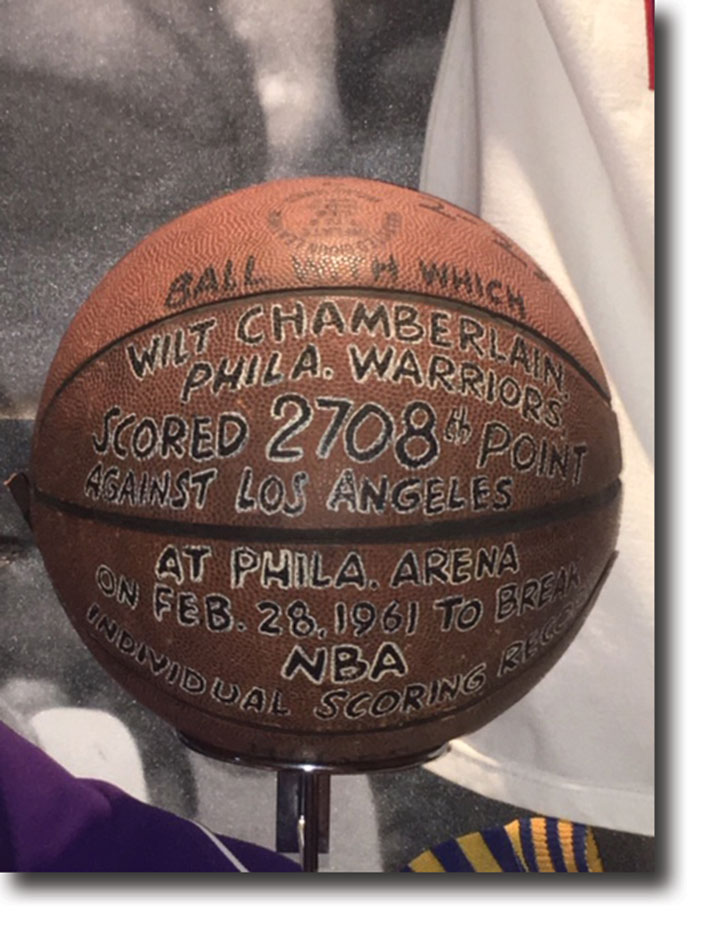 BALL WITH WHICH
WILT CHAMBERLAIN,
PHILA. WARRIORS,
SCORED 2708th POINT
AGAINST LOS ANGELES
AT PHILA. ARENA
ON FEB. 28, 1961 TO BREAK
NBA
INDIVIDUAL SCORING